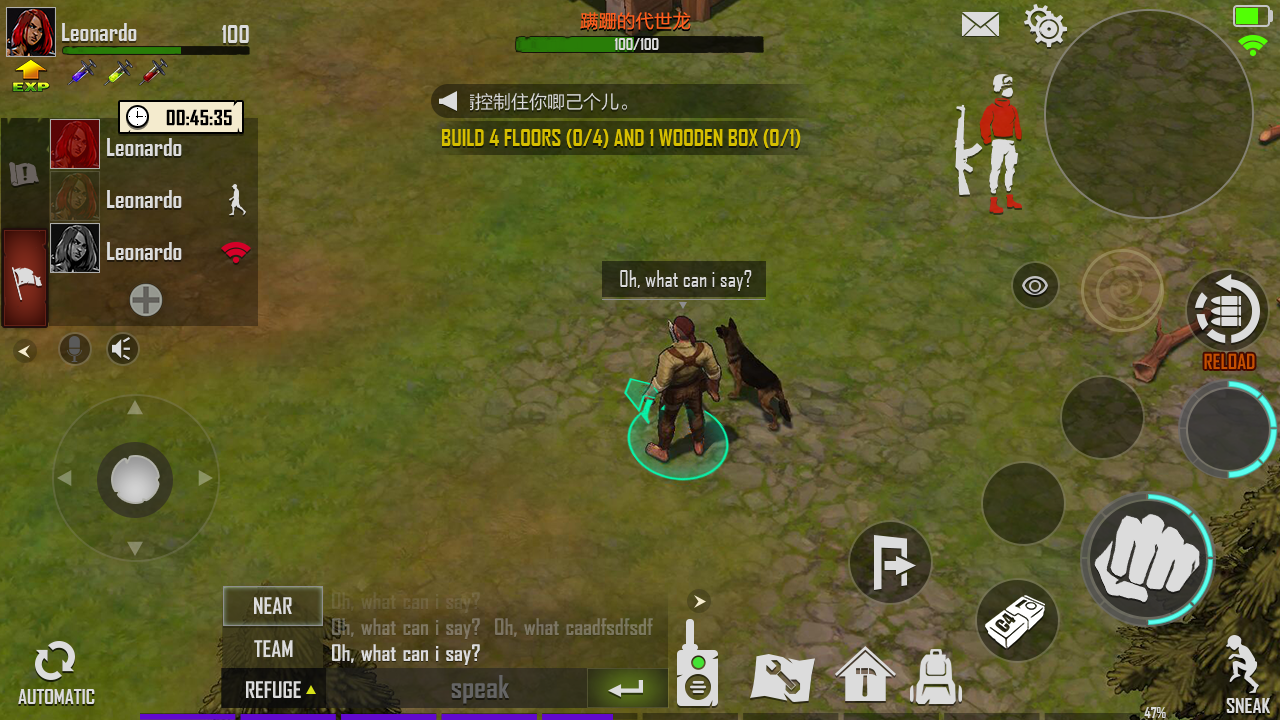 Leonardo
100
EXP
蹒跚的代世龙
100/100
00:45:35
控制住你唧己个儿。
BUILD 4 FLOORS (0/4) AND 1 WOODEN BOX (0/1)
Leonardo
Leonardo
Leonardo
Oh, what can i say?
RELOAD
C4
NEAR
TEAM
REFUGE
Oh, what can i say?
Oh, what can i say? Oh, what caadfsdfsdf
Oh, what can i say?
speak
AUTOMATIC
47%
SNEAK